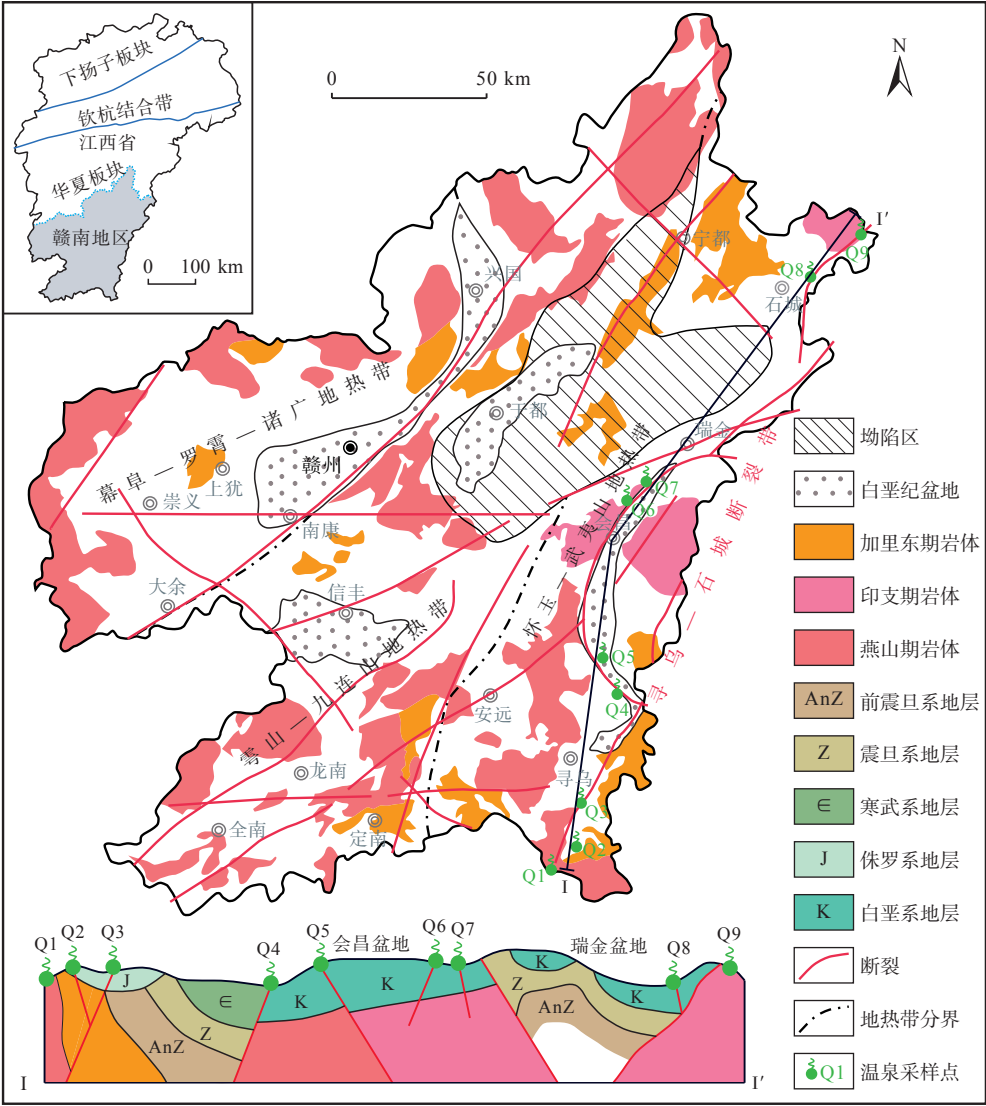 下扬子板块
钦杭结合带
江西省
华夏板块
赣南地区
0 100 km
0 50 km
N
I′
Q9
Q8
石城
宁都
兴国
于都
瑞金
赣州
幕阜—罗霄—诸广地热带
上犹
崇义
南康
大余
信丰
Q7
Q6
会昌
怀玉—武夷山地热带
寻乌—石城断裂带
雩山—九连山地热带
Q5
Q4
安远
龙南
寻乌
Q3
全南
定南
Q2
Q1
I
坳陷区
白垩纪盆地
加里东期岩体
印支期岩体
燕山期岩体
AnZ 前震旦系地层
Z 震旦系地层
∈ 寒武系地层
J 侏罗系地层
K 白垩系地层
断裂
地热带分界
Q1 温泉采样点
Q1 Q2 Q3 Q4 Q5 会昌盆地 Q6 Q7 瑞金盆地 Q8 Q9
J ∈ Z AnZ K K Z K AnZ K
I I′